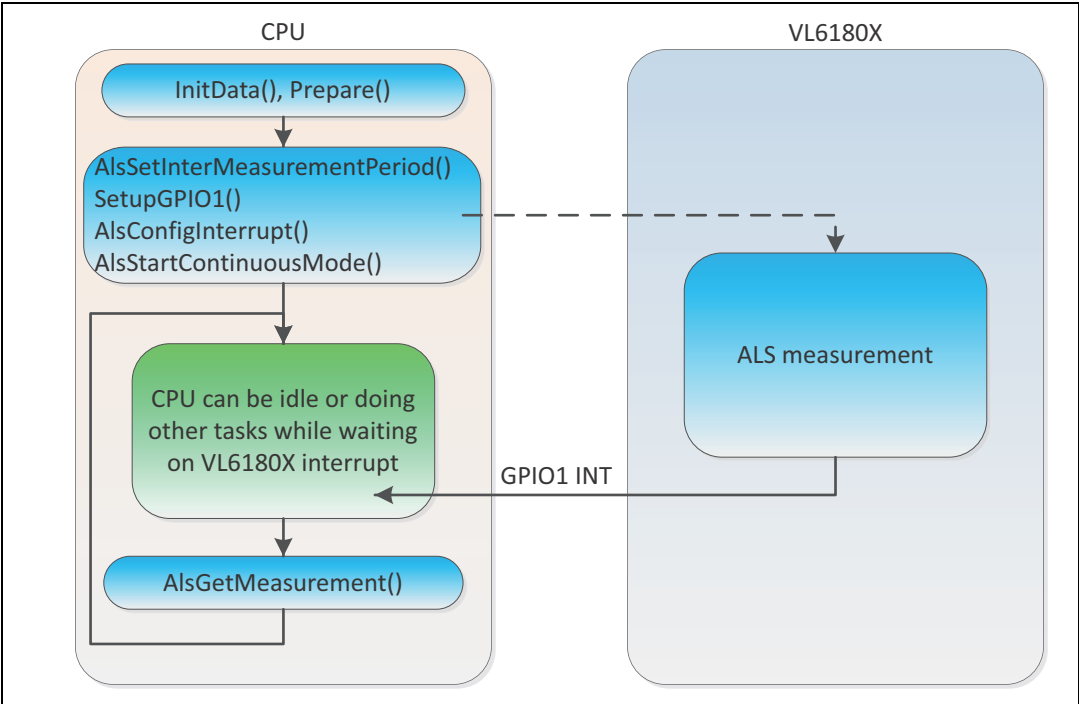 CPU
VL6180X
InitData(), Prepare()
AlsSetInterMeasurementPeriod()
SetupGPIO1()
AlsConfigInterrupt()
AlsStartContinuousMode()
ALS measurement
CPU can be idle or doing
other tasks while waiting
on VL6180X interrupt
GPIO1 INT
AlsGetMeasurement()